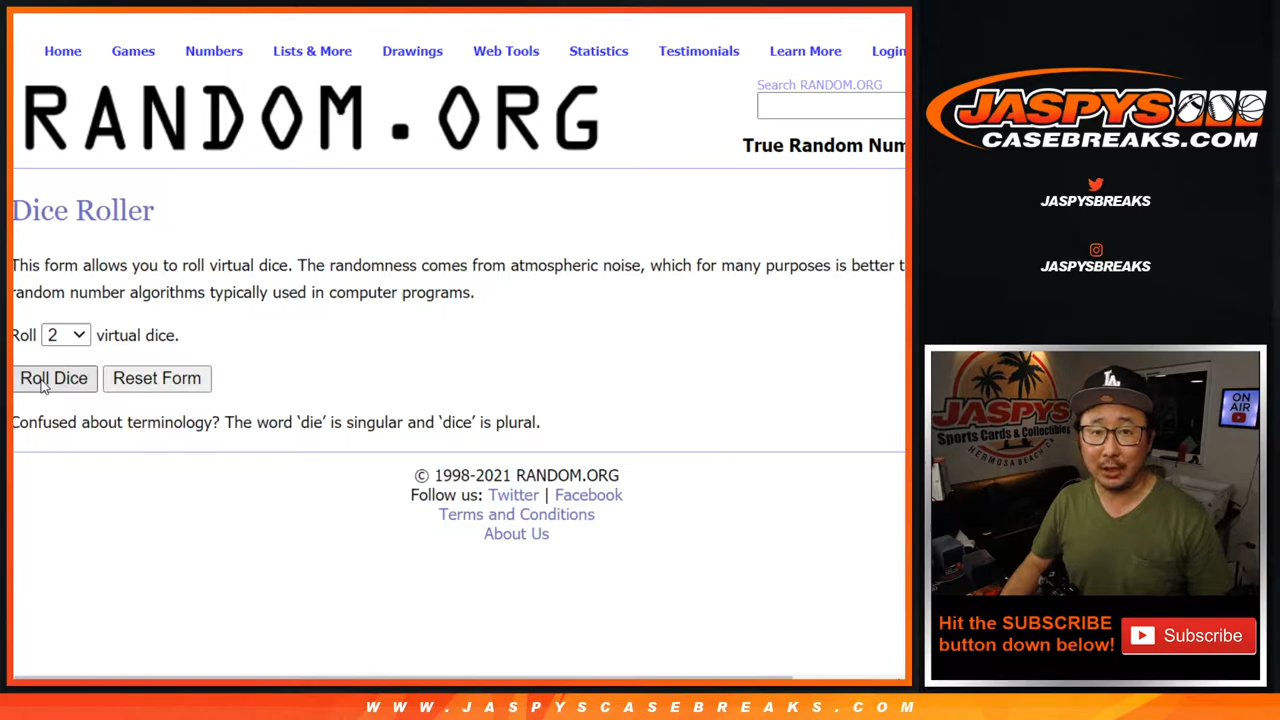 Home Games Numbers Lists & More Drawings Web Tools Statistics Testimonials Learn More Login
RANDOM.ORG
Search RANDOM.ORG
True Random Num
Dice Roller
This form allows you to roll virtual dice. The randomness comes from atmospheric noise, which for many purposes is better t
random number algorithms typically used in computer programs.
Roll 2 virtual dice.
Roll Dice Reset Form
Confused about terminology? The word ‘die’ is singular and ‘dice’ is plural.
© 1998-2021 RANDOM.ORG
Follow us: Twitter | Facebook
Terms and Conditions
About Us
JASPYS
CASEBREAKS.COM
JASPYSBREAKS
JASPYSBREAKS
JASPYS
Sports Cards & Collectibles
HERMOSA BEACH CA
LA
ON AIR
Hit the SUBSCRIBE
button down below!
Subscribe
WWW.JASPYSCASEBREAKS.COM